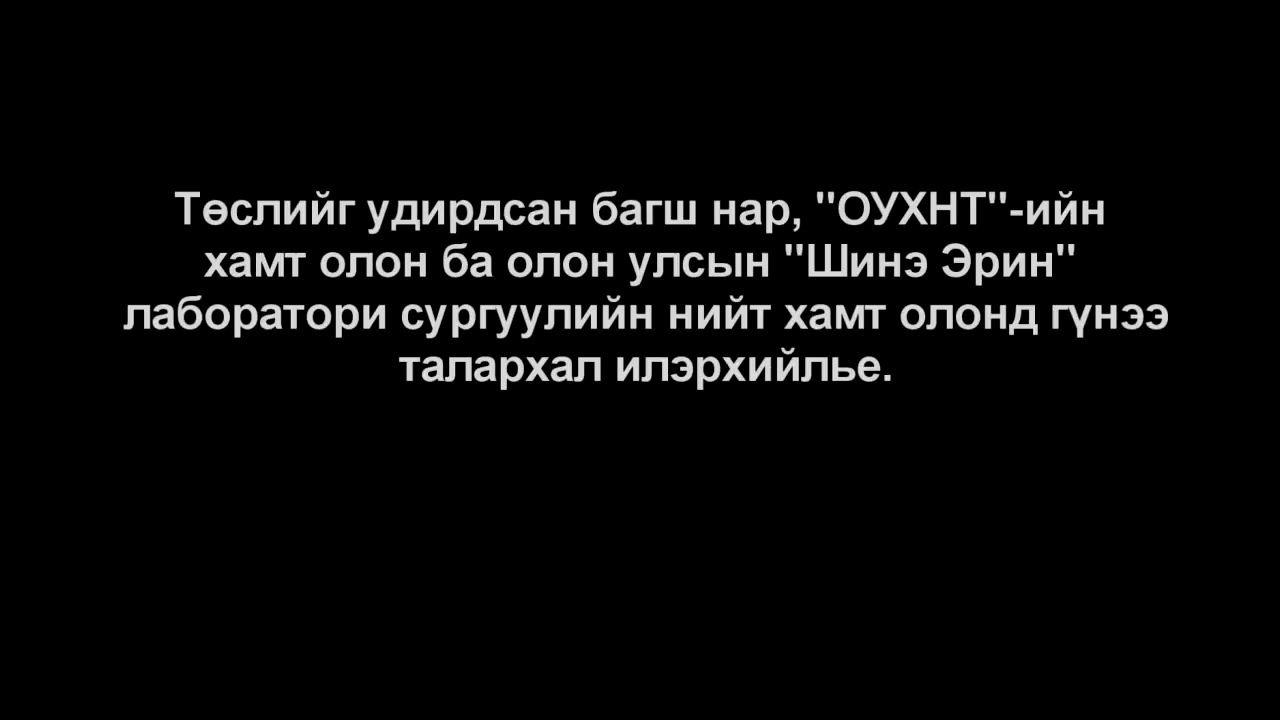 Төслийг удирдсан багш нар, "ОУХНТ"-ийн
хамт олон ба олон улсын "Шинэ Эрин"
лаборатори сургуулийн нийт хамт олонд гүнээ
талархал илэрхийлье.